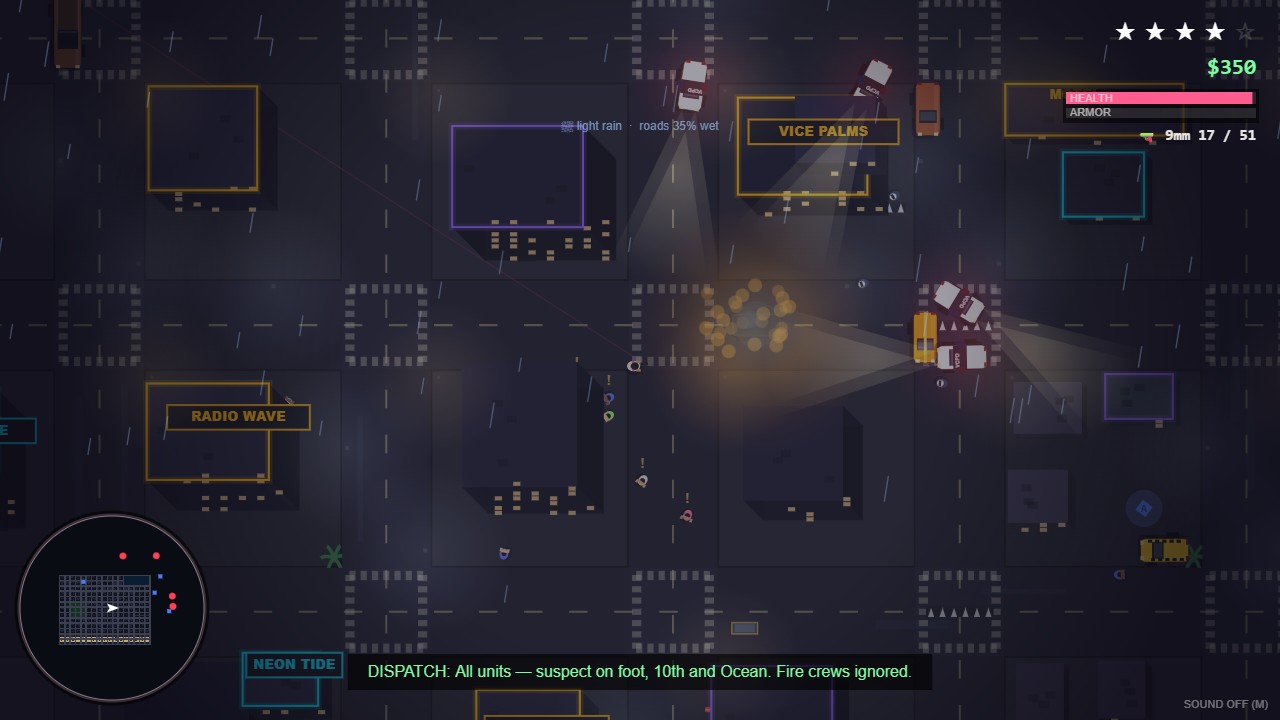 $350
HEALTH
ARMOR
9mm 17 / 51
light rain · roads 35% wet
VICE PALMS
RADIO WAVE
NEON TIDE
DISPATCH: All units — suspect on foot, 10th and Ocean. Fire crews ignored.
SOUND OFF (M)